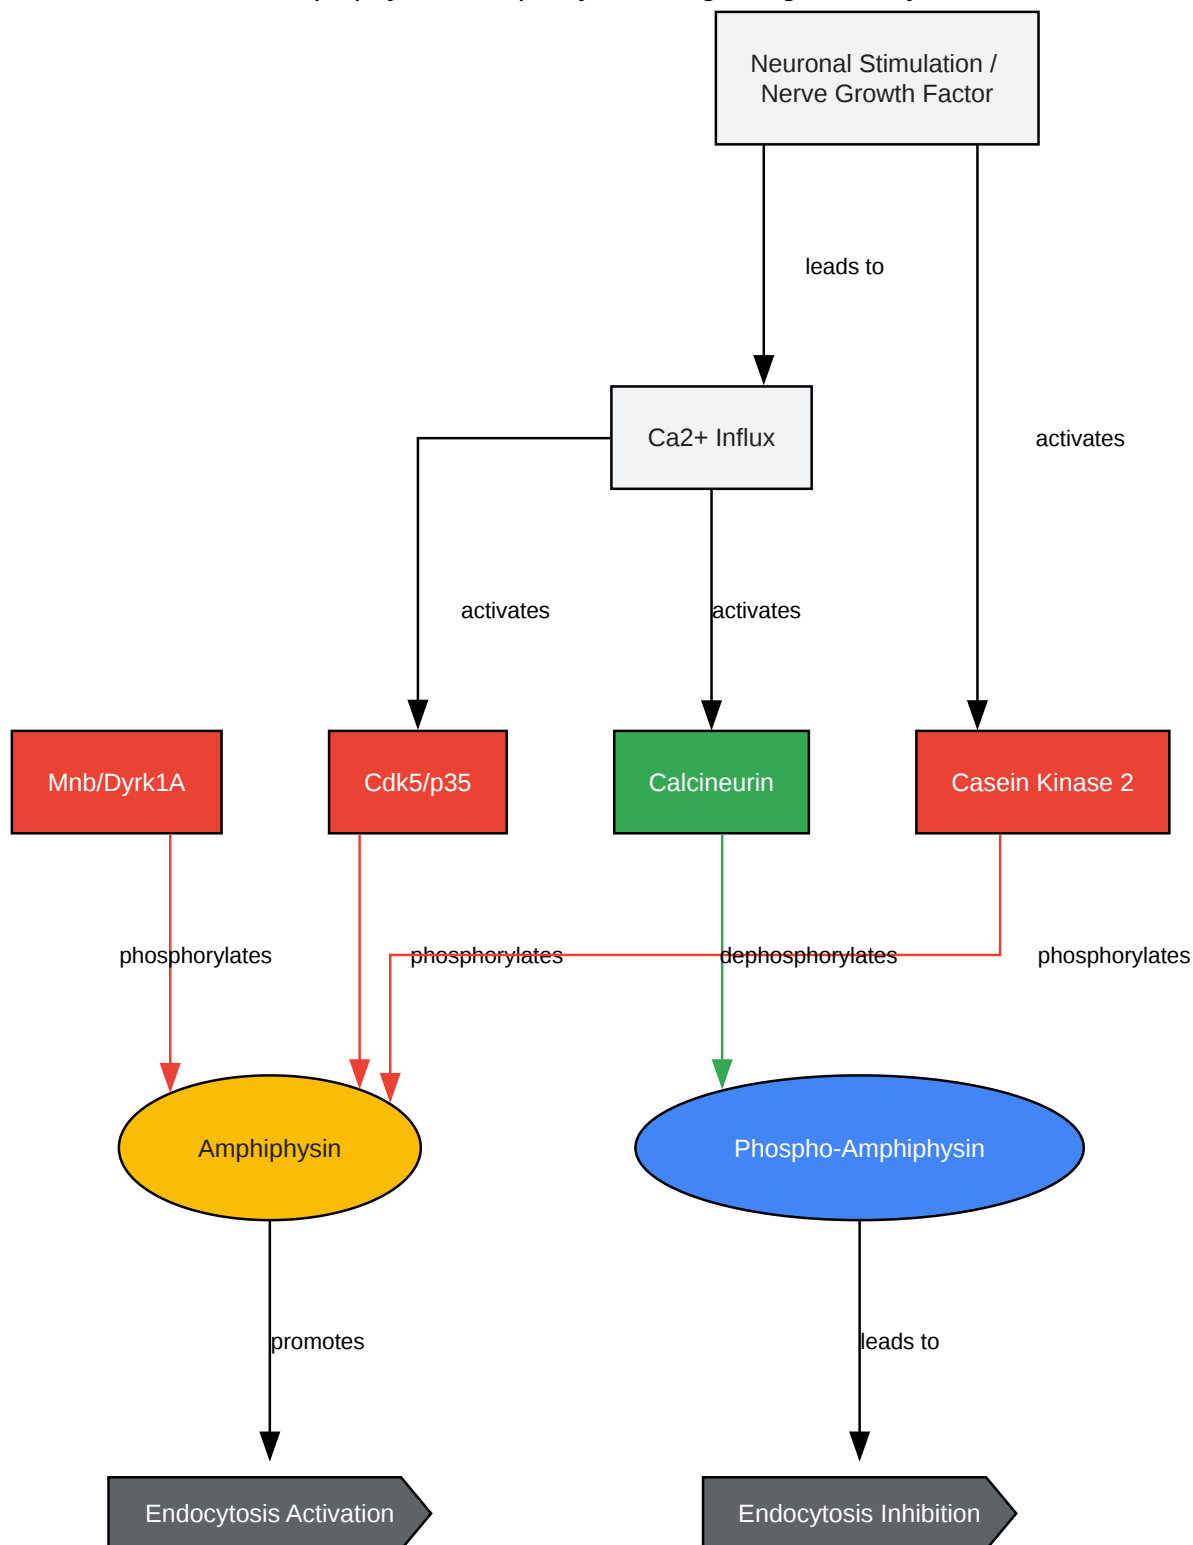 Neuronal Stimulation /
Nerve Growth Factor
leads to
Ca2+ Influx
activates
activates
activates
Mnb/Dyrk1A
Cdk5/p35
Calcineurin
Casein Kinase 2
phosphorylates
phosphorylates
dephosphorylates
phosphorylates
Amphiphysin
Phospho-Amphiphysin
promotes
leads to
Endocytosis Activation
Endocytosis Inhibition